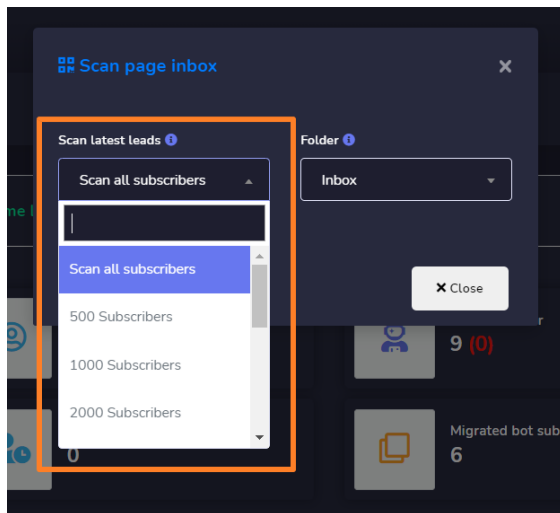 Scan page inbox
Scan latest leads
Folder
Scan all subscribers
Inbox
Scan all subscribers
500 Subscribers
1000 Subscribers
2000 Subscribers
Close
9 (0)
0
Migrated bot sub
6